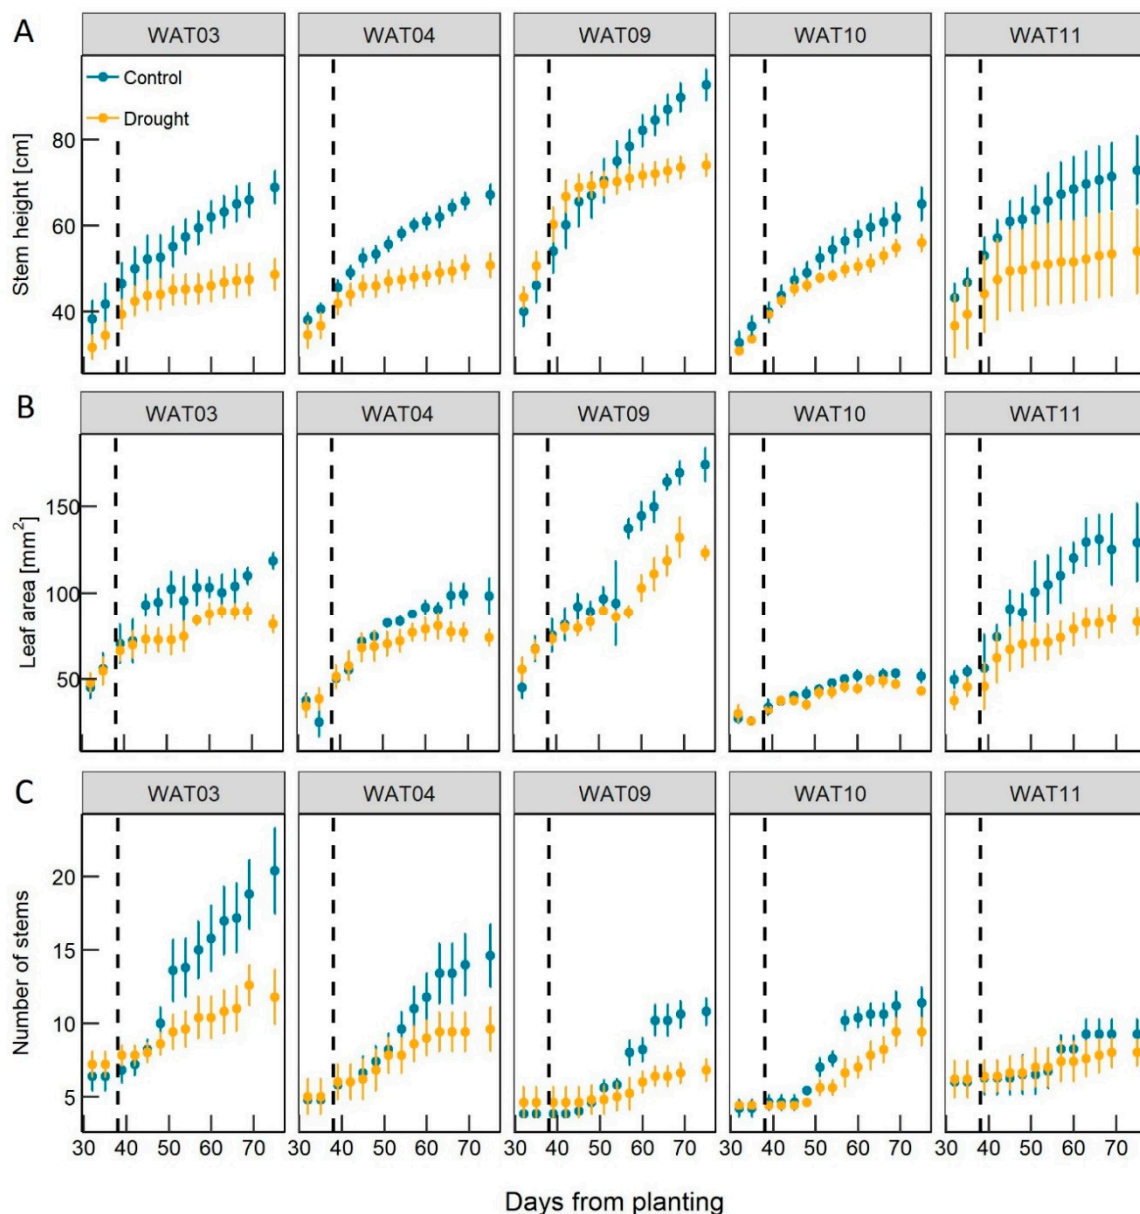 A
WAT03 WAT04 WAT09 WAT10 WAT11
Control
Drought
Stem height [cm]
80
60
40
B
WAT03 WAT04 WAT09 WAT10 WAT11
Leaf area [mm²]
150
100
50
C
WAT03 WAT04 WAT09 WAT10 WAT11
Number of stems
20
15
10
5
30 40 50 60 70 30 40 50 60 70 30 40 50 60 70 30 40 50 60 70 30 40 50 60 70
Days from planting